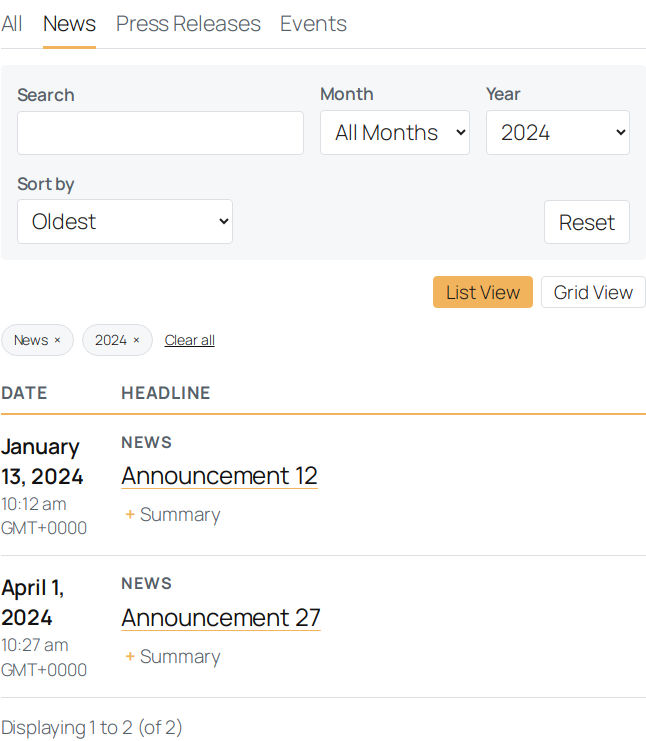 All News Press Releases Events
Search Month Year
All Months 2024
Sort by
Oldest Reset
List View Grid View
News × 2024 × Clear all
DATE HEADLINE
January
13, 2024
10:12 am
GMT+0000
NEWS
Announcement 12
+ Summary
April 1,
2024
10:27 am
GMT+0000
NEWS
Announcement 27
+ Summary
Displaying 1 to 2 (of 2)